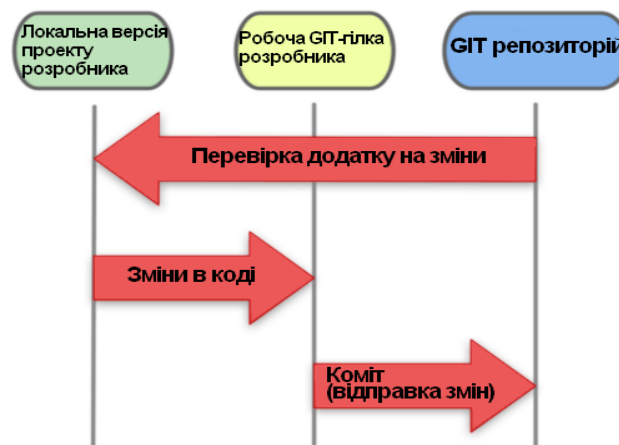 Локальна версія
проекту
розробника
Робоча GIT-гілка
розробника
GIT репозиторій
Перевірка додатку на зміни
Зміни в коді
Коміт
(відправка змін)